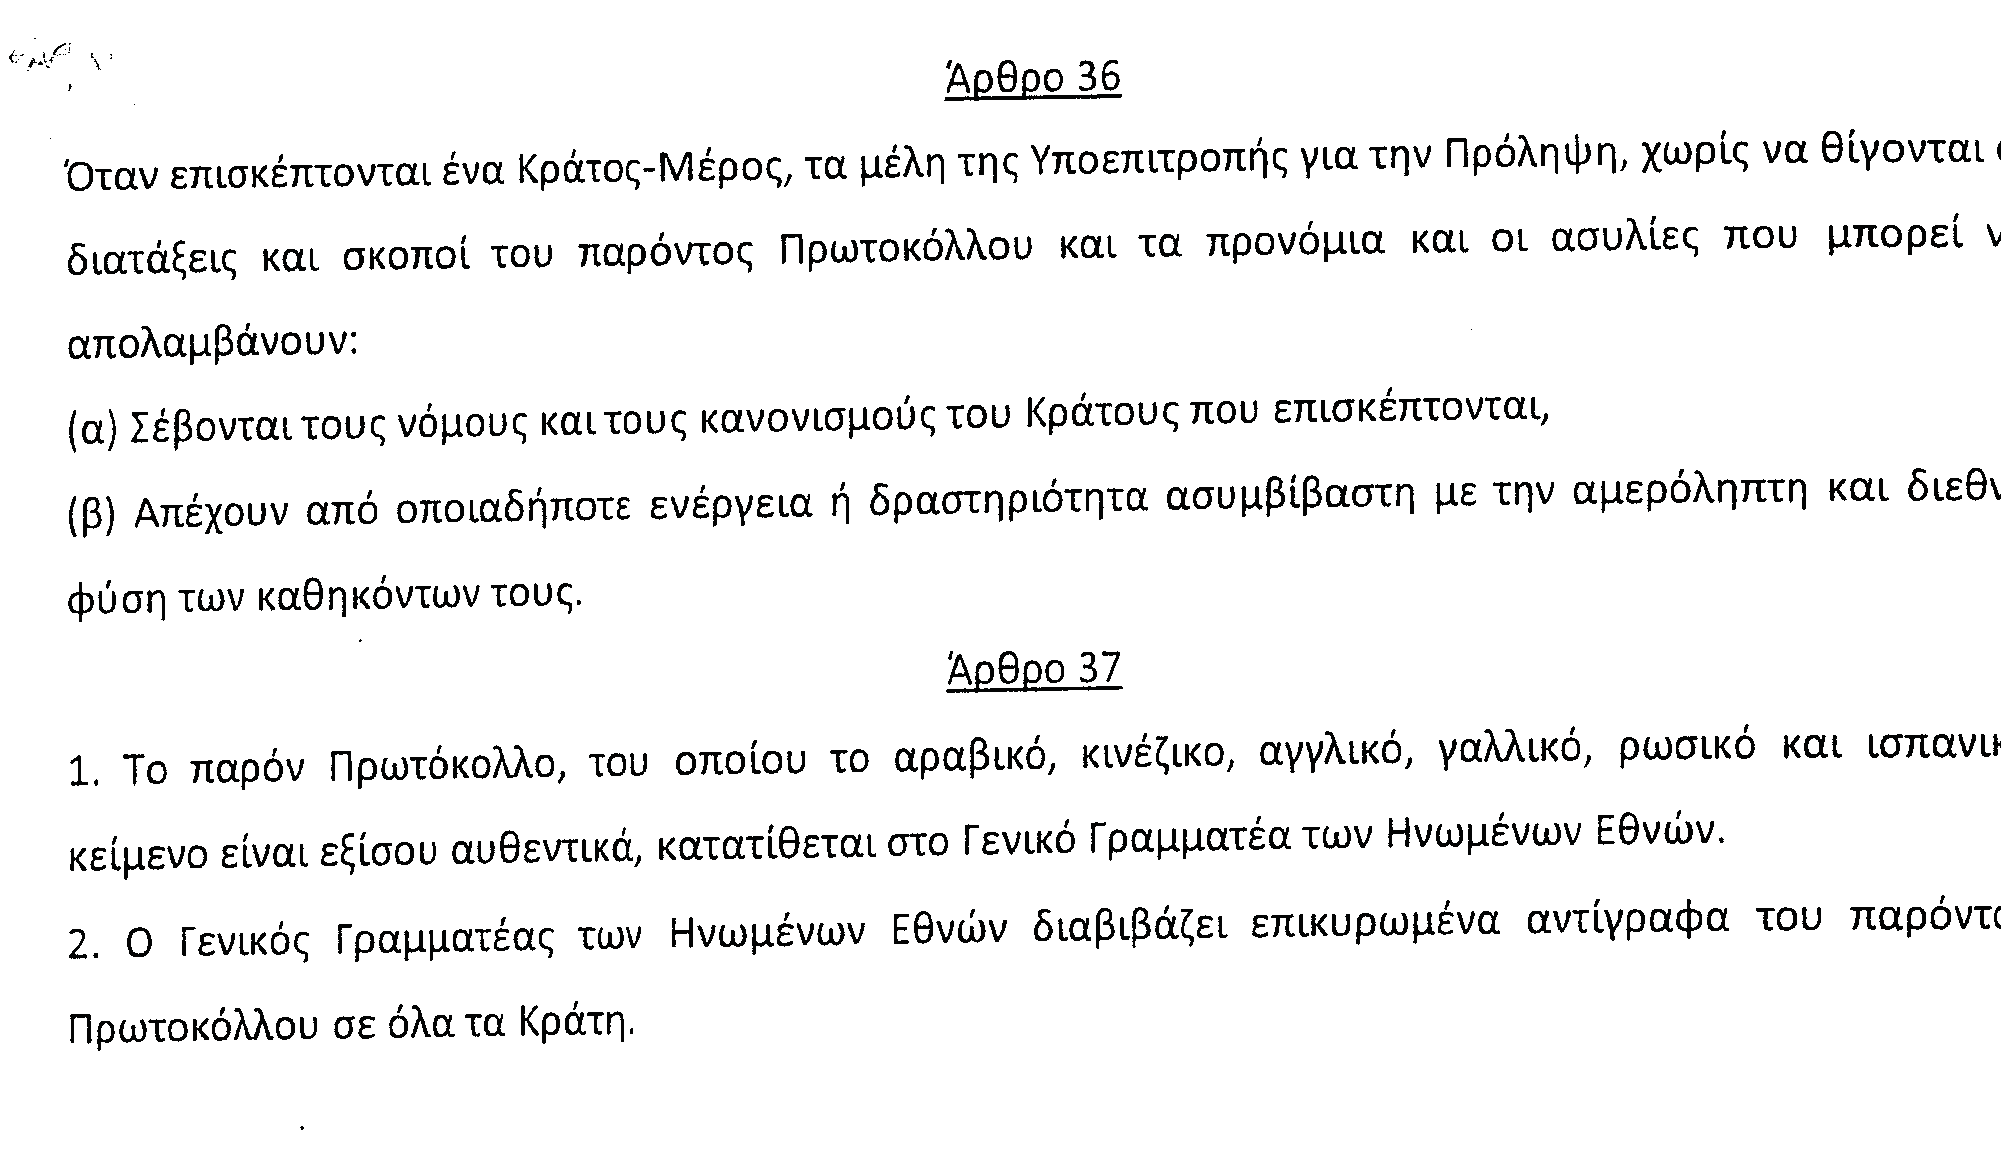 Άρθρο 36
Όταν επισκέπτονται ένα Κράτος-Μέρος, τα μέλη της Υποεπιτροπής για την Πρόληψη, χωρίς να θίγονται
διατάξεις και σκοποί του παρόντος Πρωτοκόλλου και τα προνόμια και οι ασυλίες που μπορεί ν
απολαμβάνουν:
(α) Σέβονται τους νόμους και τους κανονισμούς του Κράτους που επισκέπτονται,
(β) Απέχουν από οποιαδήποτε ενέργεια ή δραστηριότητα ασυμβίβαστη με την αμερόληπτη και διεθν
φύση των καθηκόντων τους.
Άρθρο 37
1. Το παρόν Πρωτόκολλο, του οποίου το αραβικό, κινέζικο, αγγλικό, γαλλικό, ρωσικό και ισπανικ
κείμενο είναι εξίσου αυθεντικά, κατατίθεται στο Γενικό Γραμματέα των Ηνωμένων Εθνών.
2. Ο Γενικός Γραμματέας των Ηνωμένων Εθνών διαβιβάζει επικυρωμένα αντίγραφα του παρόντο
Πρωτοκόλλου σε όλα τα Κράτη.